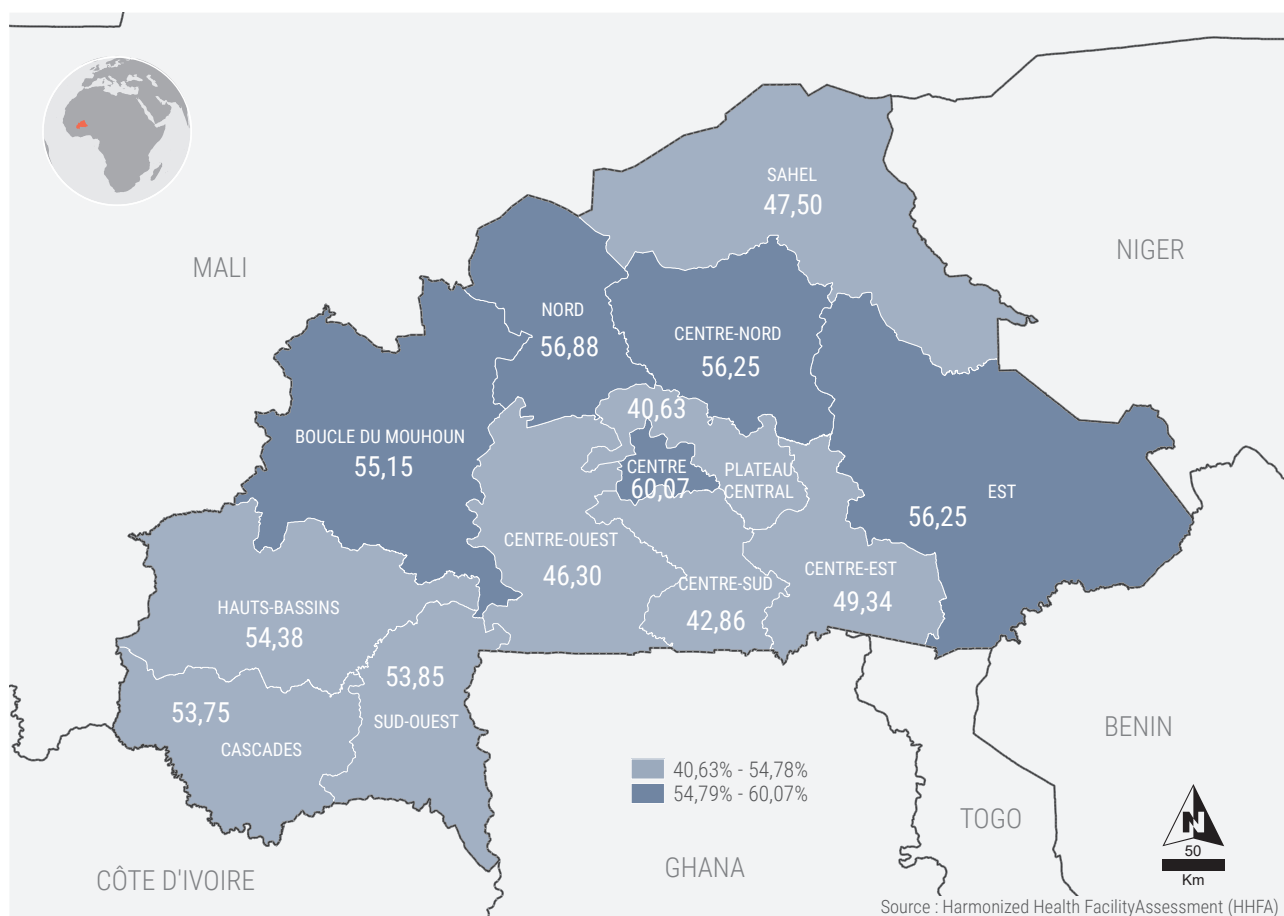 SAHEL
47,50
NIGER
MALI
NORD
56,88
CENTRE-NORD
56,25
40,63
BOUCLE DU MOUHOUN
55,15
CENTRE
60,07
PLATEAU
CENTRAL
EST
56,25
CENTRE-OUEST
46,30
CENTRE-SUD
42,86
CENTRE-EST
49,34
HAUTS-BASSINS
54,38
53,85
SUD-OUEST
53,75
CASCADES
BENIN
40,63% - 54,78%
54,79% - 60,07%
TOGO
GHANA
CÔTE D'IVOIRE
N
50
Km
Source : Harmonized Health FacilityAssessment (HHFA)